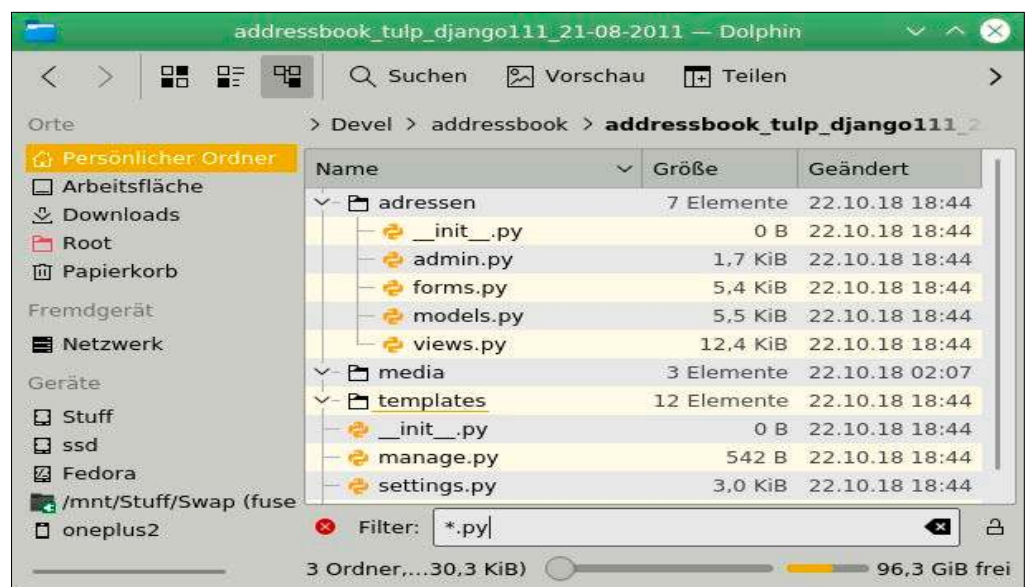 addressbook_tulp_django111_21-08-2011 — Dolphin
Suchen Vorschau Teilen
Orte
Persönlicher Ordner
Arbeitsfläche
Downloads
Root
Papierkorb
Fremdgerät
Netzwerk
Geräte
Stuff
ssd
Fedora
/mnt/Stuff/Swap (fuse
oneplus2
> Devel > addressbook > addressbook_tulp_django111_2
Name Größe Geändert
adressen 7 Elemente 22.10.18 18:44
__init__.py 0 B 22.10.18 18:44
admin.py 1,7 KiB 22.10.18 18:44
forms.py 5,4 KiB 22.10.18 18:44
models.py 5,5 KiB 22.10.18 18:44
views.py 12,4 KiB 22.10.18 18:44
media 3 Elemente 22.10.18 02:07
templates 12 Elemente 22.10.18 18:44
__init__.py 0 B 22.10.18 18:44
manage.py 542 B 22.10.18 18:44
settings.py 3,0 KiB 22.10.18 18:44
Filter: *.py
3 Ordner,...30,3 KiB) 96,3 GiB frei